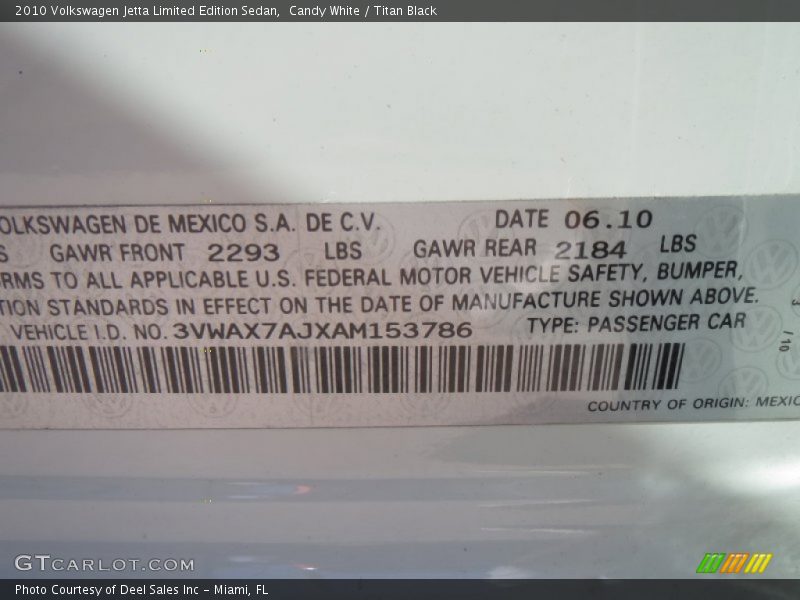 2010 Volkswagen Jetta Limited Edition Sedan, Candy White / Titan Black
OLKSWAGEN DE MEXICO S.A. DE C.V. DATE 06.10
S GAWR FRONT 2293 LBS GAWR REAR 2184 LBS
RMS TO ALL APPLICABLE U.S. FEDERAL MOTOR VEHICLE SAFETY, BUMPER,
TION STANDARDS IN EFFECT ON THE DATE OF MANUFACTURE SHOWN ABOVE.
VEHICLE I.D. NO. 3VWAX7AJXAM153786 TYPE: PASSENGER CAR
/10
COUNTRY OF ORIGIN: MEXIC
GTCARLOT.COM
Photo Courtesy of Deel Sales Inc – Miami, FL